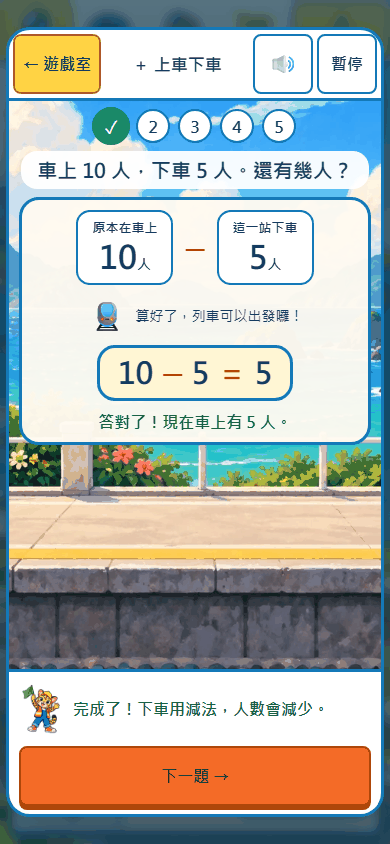 ← 遊戲室
+ 上車下車
暫停
✓ 2 3 4 5
車上 10 人，下車 5 人。還有幾人？
原本在車上
10人
−
這一站下車
5人
算好了，列車可以出發囉！
10 − 5 = 5
答對了！現在車上有 5 人。
完成了！下車用減法，人數會減少。
下一題 →